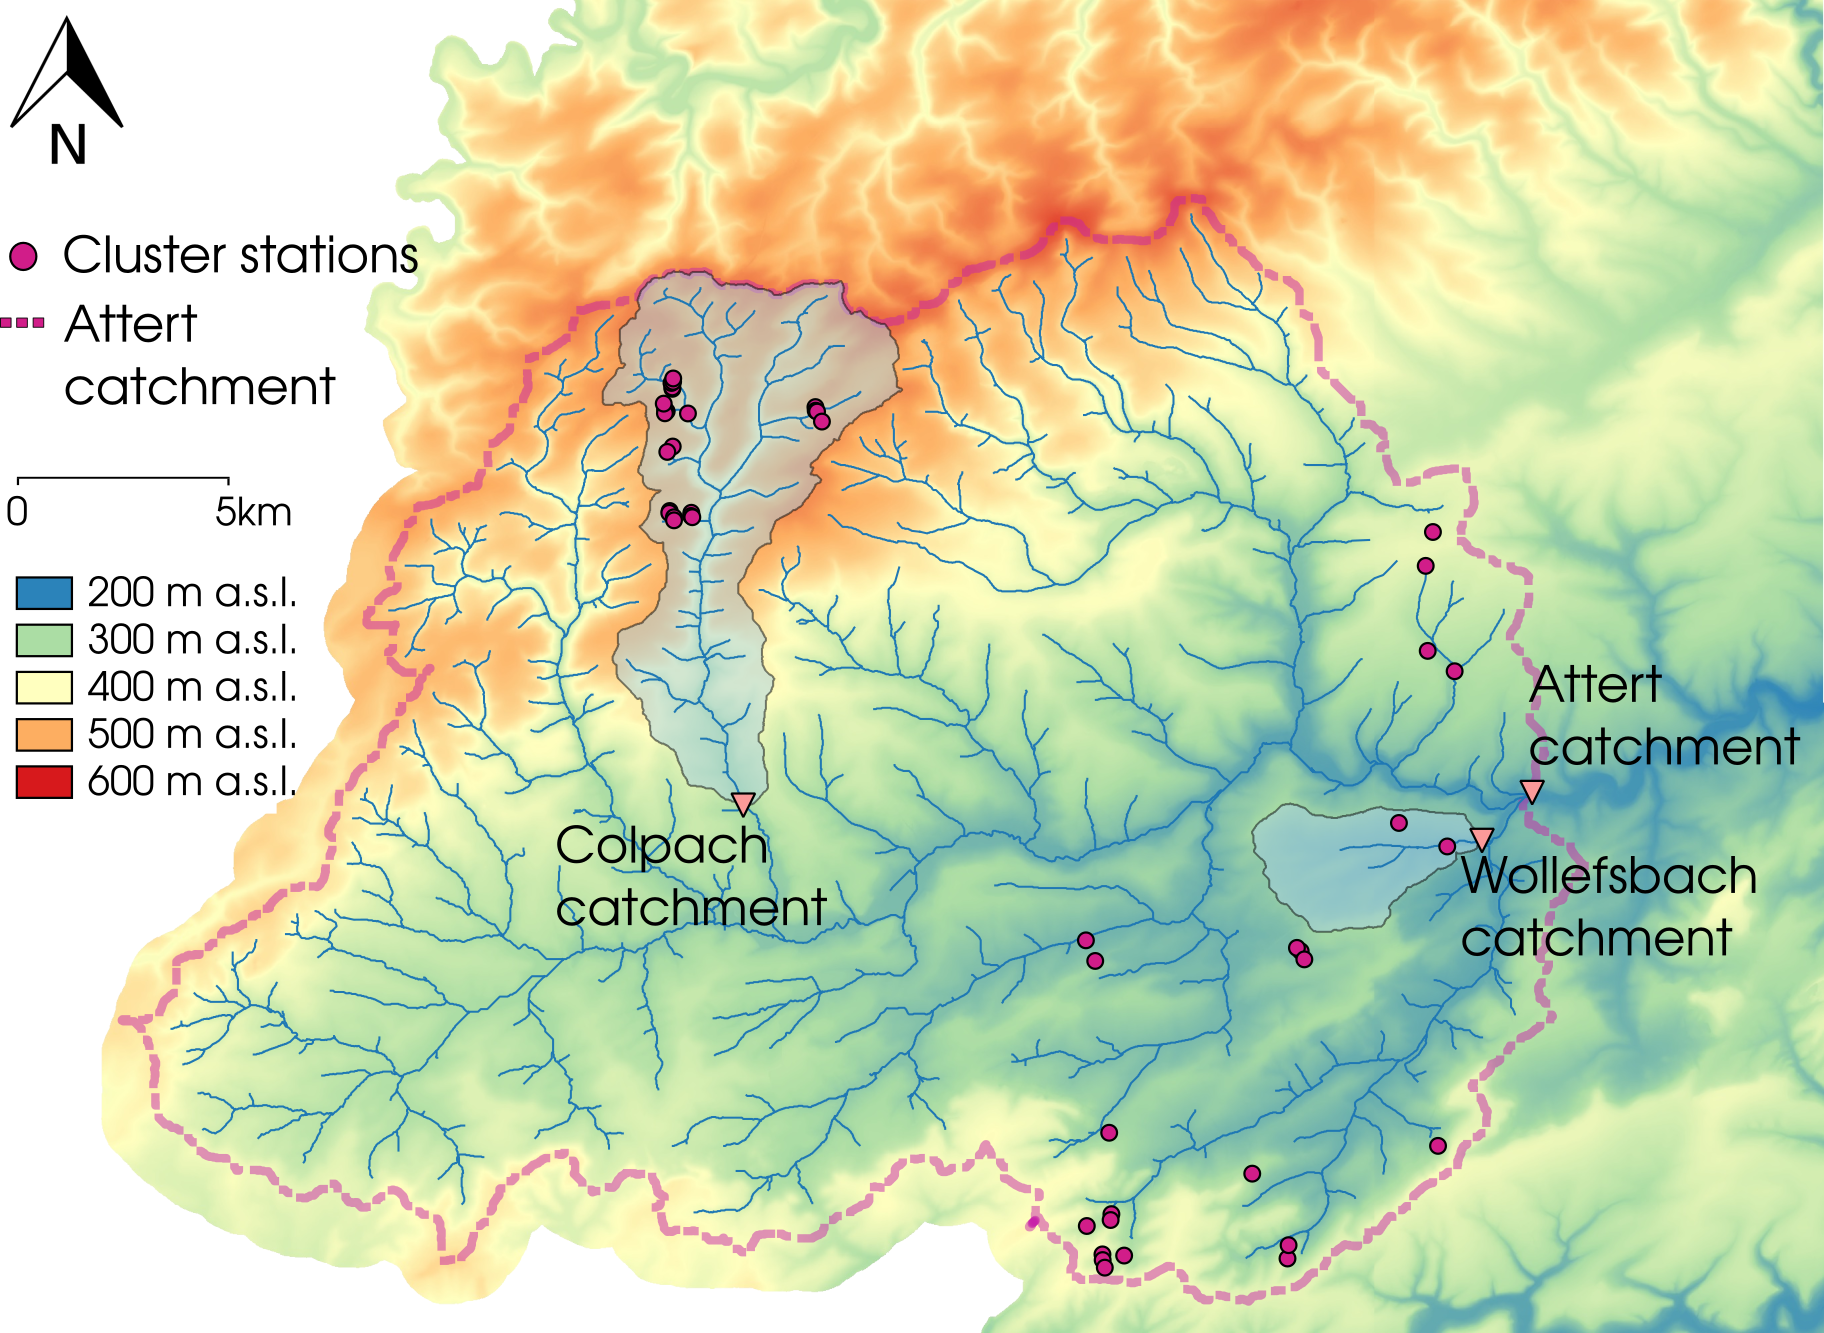 N
Cluster stations
Attert
catchment
0 5km
200 m a.s.l.
300 m a.s.l.
400 m a.s.l.
500 m a.s.l.
600 m a.s.l.
Attert
catchment
Colpach
catchment
Wollefsbach
catchment